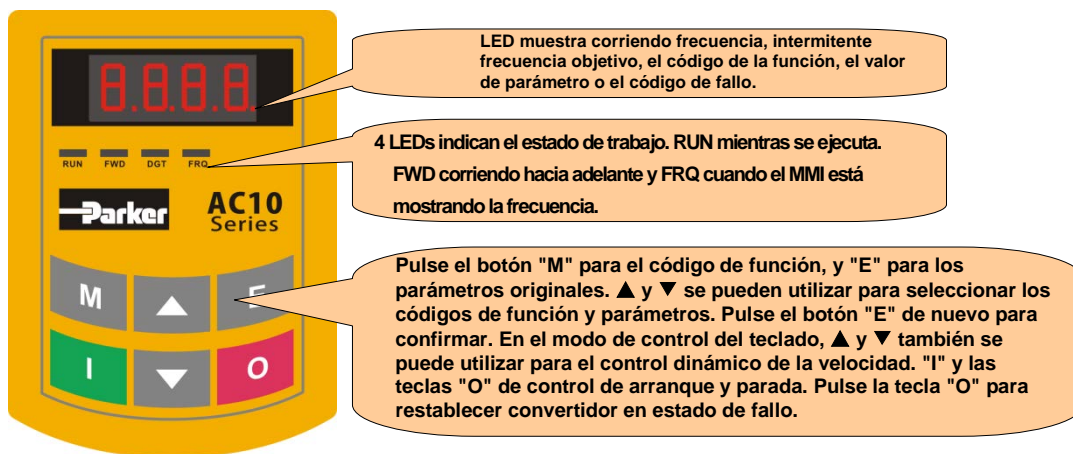 8.8.8.8.
LED muestra corriendo frecuencia, intermitente
frecuencia objetivo, el código de la función, el valor
de parámetro o el código de fallo.
RUN FWD DGT FRQ
4 LEDs indican el estado de trabajo. RUN mientras se ejecuta.
FWD corriendo hacia adelante y FRQ cuando el MMI está
mostrando la frecuencia.
Parker
AC10
Series
M ▲ E
I ▼ O
Pulse el botón "M" para el código de función, y "E" para los
parámetros originales. ▲ y ▼ se pueden utilizar para seleccionar los
códigos de función y parámetros. Pulse el botón "E" de nuevo para
confirmar. En el modo de control del teclado, ▲ y ▼ también se
puede utilizar para el control dinámico de la velocidad. "I" y las
teclas "O" de control de arranque y parada. Pulse la tecla "O" para
restablecer convertidor en estado de fallo.